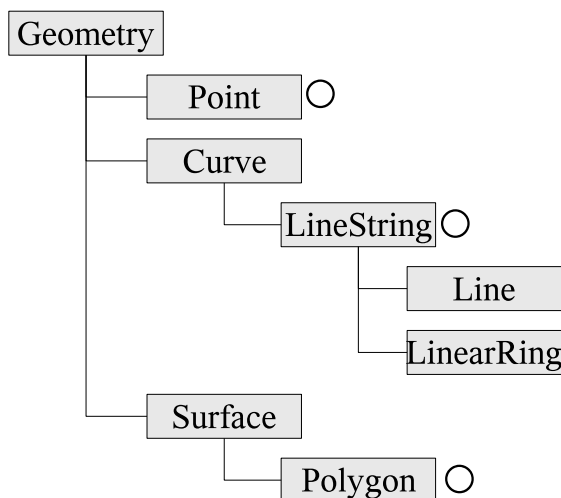 Geometry
Point
Curve
LineString
Line
LinearRing
Surface
Polygon